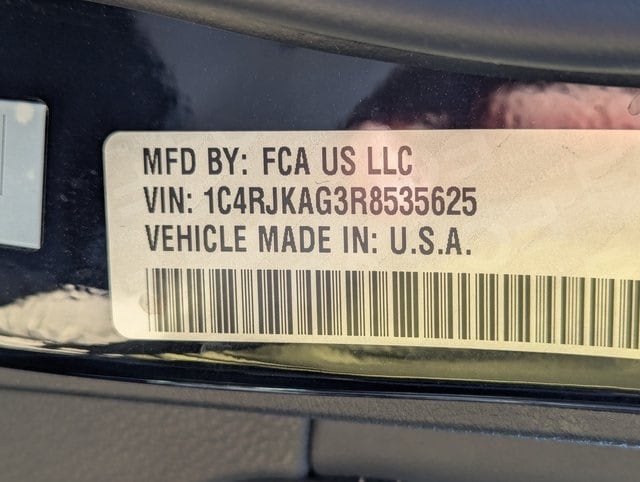 MFD BY: FCA US LLC
VIN: 1C4RJKAG3R8535625
VEHICLE MADE IN: U.S.A.